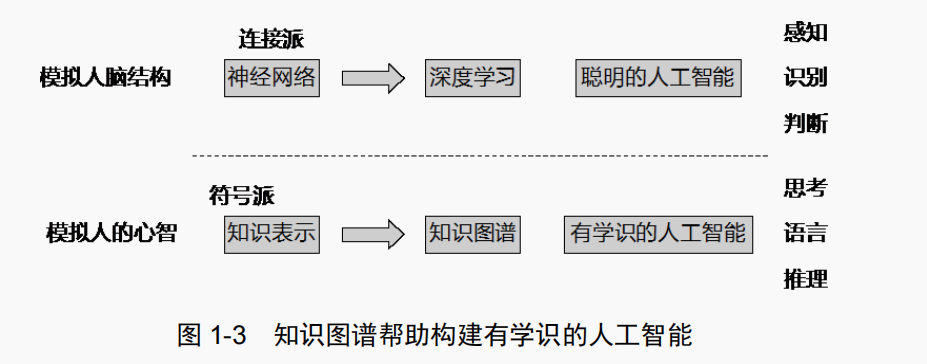 连接派
感知
模拟人脑结构 神经网络 深度学习 聪明的人工智能 识别
判断
符号派
思考
模拟人的心智 知识表示 知识图谱 有学识的人工智能 语言
推理
图 1-3 知识图谱帮助构建有学识的人工智能